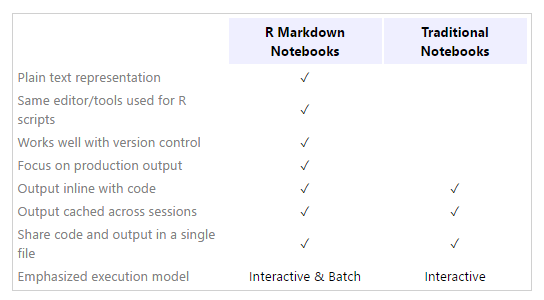 R Markdown Notebooks Traditional Notebooks
Plain text representation ✓
Same editor/tools used for R
scripts ✓
Works well with version control ✓
Focus on production output ✓
Output inline with code ✓ ✓
Output cached across sessions ✓ ✓
Share code and output in a single
file ✓ ✓
Emphasized execution model Interactive & Batch Interactive